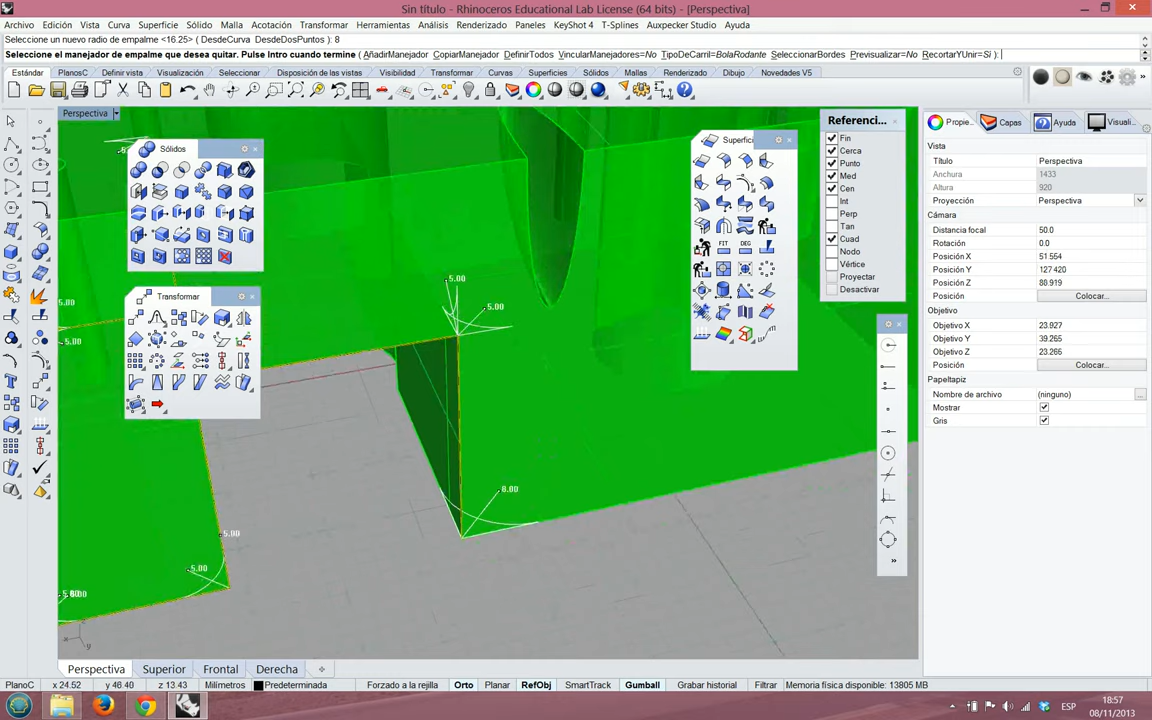 Sin título - Rhinoceros Educational Lab License (64 bits) - [Perspectiva]
Archivo Edición Vista Curva Superficie Sólido Malla Acotación Transformar Herramientas Análisis Renderizado Paneles KeyShot 4 T-Splines Auxpecker Studio Ayuda
Seleccione un nuevo radio de empalme <16.25> ( DesdeCurva DesdeDosPuntos ): 8
Seleccione el manejador de empalme que desea quitar. Pulse Intro cuando termine ( AñadirManejador CopiarManejador DefinirTodos VincularManejadores=No TipoDeCarril=BolaRodante SeleccionarBordes Previsualizar=No RecortarYUnir=Sí ):
Estándar PlanosC Definir vista Visualización Seleccionar Disposición de las vistas Visibilidad Transformar Curvas Superficies Sólidos Mallas Renderizado Dibujo Novedades V5
Perspectiva
Sólidos
Transformar
Superfici
FIT DEG
Referenci...
Fin
Cerca
Punto
Med
Cen
Int
Perp
Tan
Cuad
Nodo
Vértice
Proyectar
Desactivar
5.00
5.00
5.00
5.00
8.00
5.00
5.00
x y
Propie... Capas Ayuda Visuali...
Vista
Título Perspectiva
Anchura 1433
Altura 920
Proyección Perspectiva
Cámara
Distancia focal 50.0
Rotación 0.0
Posición X 51.554
Posición Y 127.420
Posición Z 80.919
Posición Colocar...
Objetivo
Objetivo X 23.927
Objetivo Y 39.265
Objetivo Z 23.266
Posición Colocar...
Papeltapiz
Nombre de archivo (ninguno) ...
Mostrar
Gris
Perspectiva Superior Frontal Derecha
PlanoC x 24.52 y 46.40 z 13.43 Milímetros Predeterminada Forzado a la rejilla Orto Planar RefObj SmartTrack Gumball Grabar historial Filtrar Memoria física disponible: 13805 MB
ESP
18:57
08/11/2013